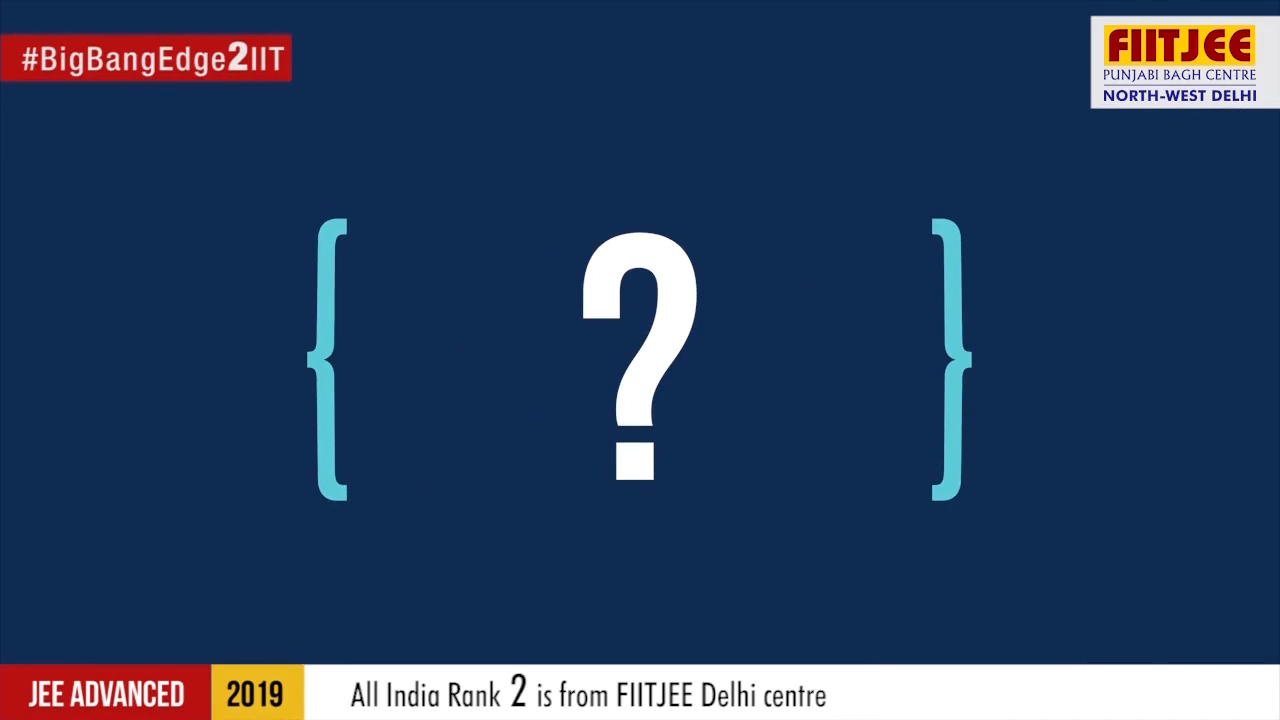 #BigBangEdge2IIT
FIITJEE
PUNJABI BAGH CENTRE
NORTH-WEST DELHI
{ ? }
JEE ADVANCED 2019 All India Rank 2 is from FIITJEE Delhi centre